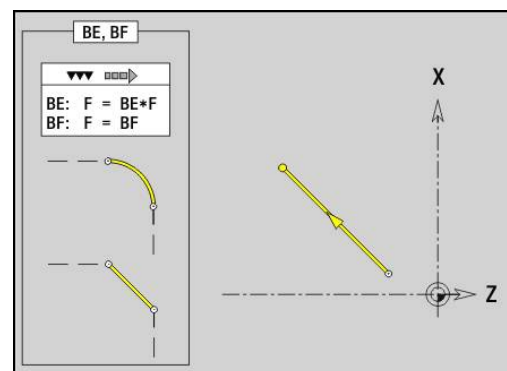 BE, BF
BE: F = BE*F
BF: F = BF
X
Z